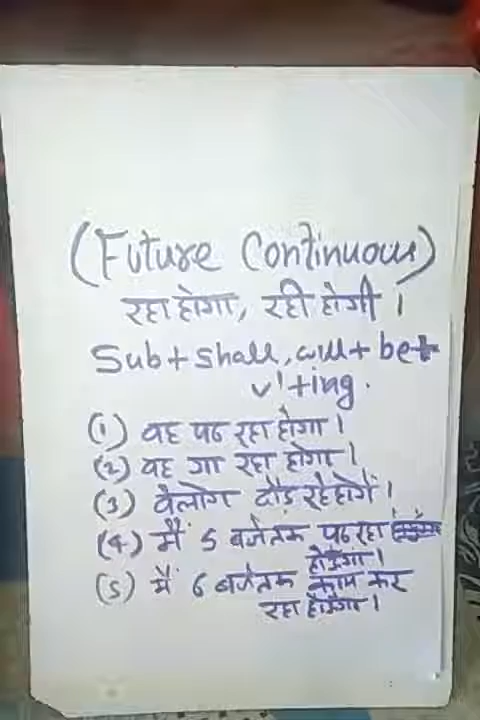 (Future Continuous)
रहा होगा, रही होगी ।
Sub + shall, will + be +
v¹ + ing.
(1) वह पढ रहा होगा ।
(2) वह गा रहा होगा ।
(3) वेलोग दौड रहे होगें ।
(4) मैं 5 बजेतक पढ रहा
होऊंगा ।
(5) मैं 6 बजेतक काम कर
रहा होऊंगा ।